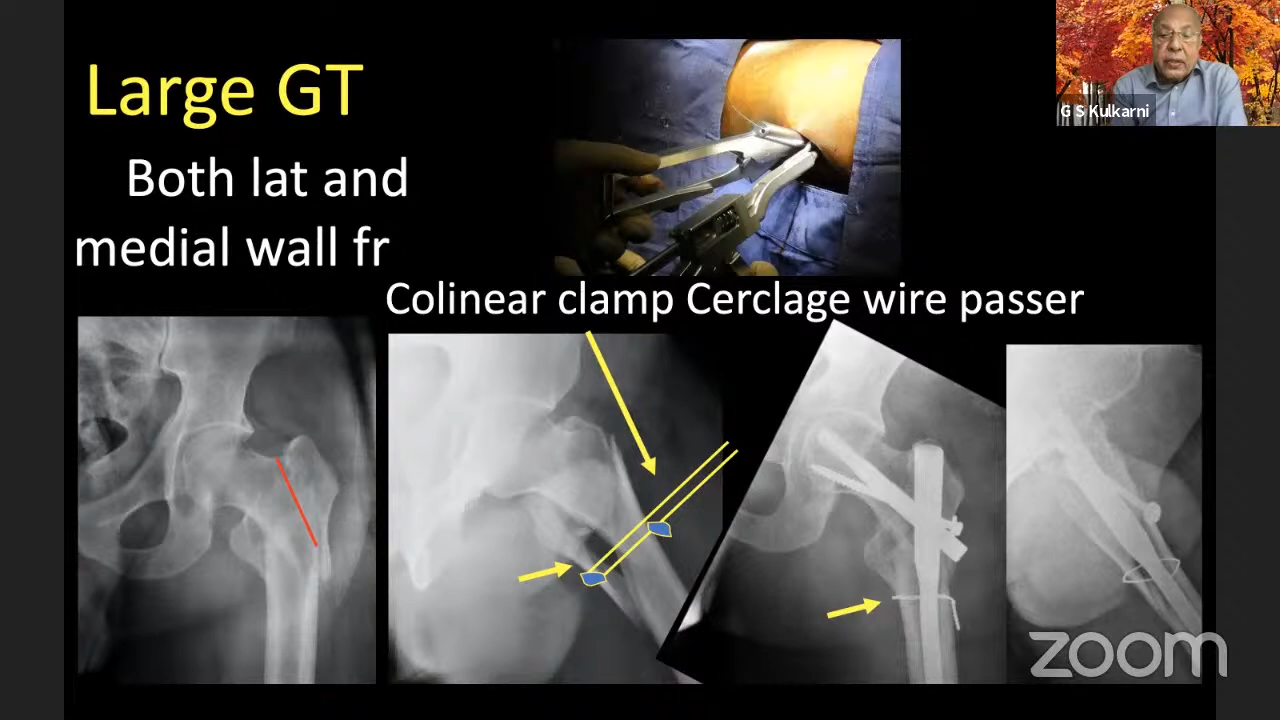 Large GT
Both lat and
medial wall fr
Colinear clamp Cerclage wire passer
G S Kulkarni
zoom